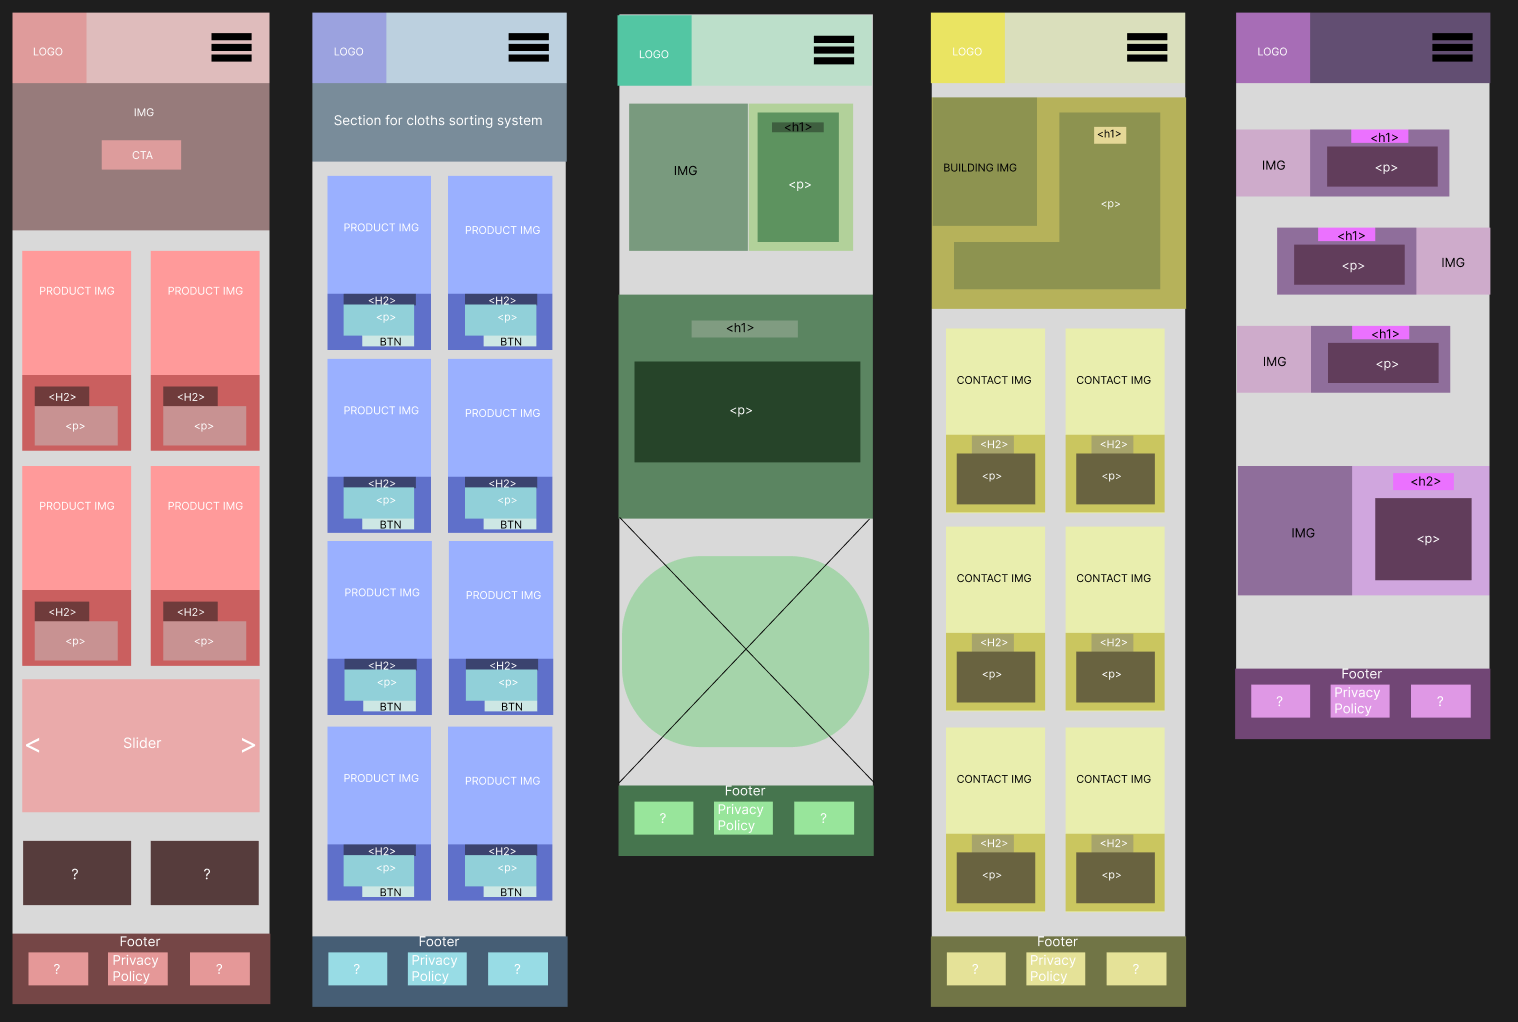 LOGO
IMG
CTA
PRODUCT IMG
PRODUCT IMG
<H2>
<H2>
<p>
<p>
PRODUCT IMG
PRODUCT IMG
<H2>
<H2>
<p>
<p>
<
Slider
>
?
?
Footer
?
Privacy
Policy
?
LOGO
Section for cloths sorting system
PRODUCT IMG
PRODUCT IMG
<H2>
<H2>
<p>
<p>
BTN
BTN
PRODUCT IMG
PRODUCT IMG
<H2>
<H2>
<p>
<p>
BTN
BTN
PRODUCT IMG
PRODUCT IMG
<H2>
<H2>
<p>
<p>
BTN
BTN
PRODUCT IMG
PRODUCT IMG
<H2>
<H2>
<p>
<p>
BTN
BTN
Footer
?
Privacy
Policy
?
LOGO
IMG
<h1>
<p>
<h1>
<p>
Footer
?
Privacy
Policy
?
LOGO
BUILDING IMG
<h1>
<p>
CONTACT IMG
CONTACT IMG
<H2>
<H2>
<p>
<p>
CONTACT IMG
CONTACT IMG
<H2>
<H2>
<p>
<p>
CONTACT IMG
CONTACT IMG
<H2>
<H2>
<p>
<p>
Footer
?
Privacy
Policy
?
LOGO
IMG
<h1>
<p>
<h1>
<p>
IMG
IMG
<h1>
<p>
IMG
<h2>
<p>
Footer
?
Privacy
Policy
?